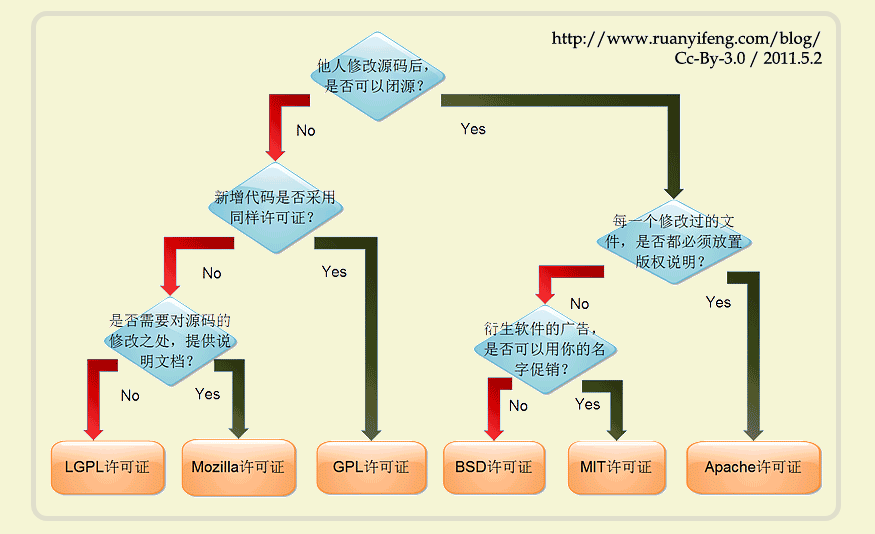 http://www.ruanyifeng.com/blog/
Cc-By-3.0 / 2011.5.2
他人修改源码后，
是否可以闭源？
No
Yes
新增代码是否采用
同样许可证？
每一个修改过的文
件，是否都必须放置
版权说明？
No
Yes
No
Yes
是否需要对源码的
修改之处，提供说
明文档？
衍生软件的广告，
是否可以用你的名
字促销？
No
Yes
No
Yes
LGPL许可证
Mozilla许可证
GPL许可证
BSD许可证
MIT许可证
Apache许可证